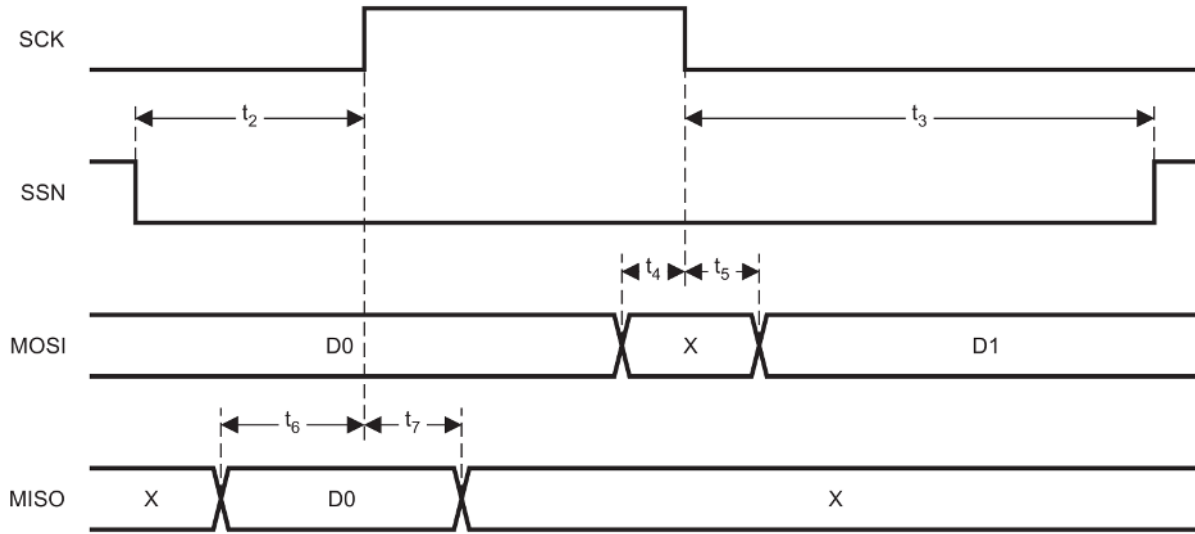 SCK
t2
t3
SSN
t4 t5
MOSI D0 X D1
t6 t7
MISO X D0 X